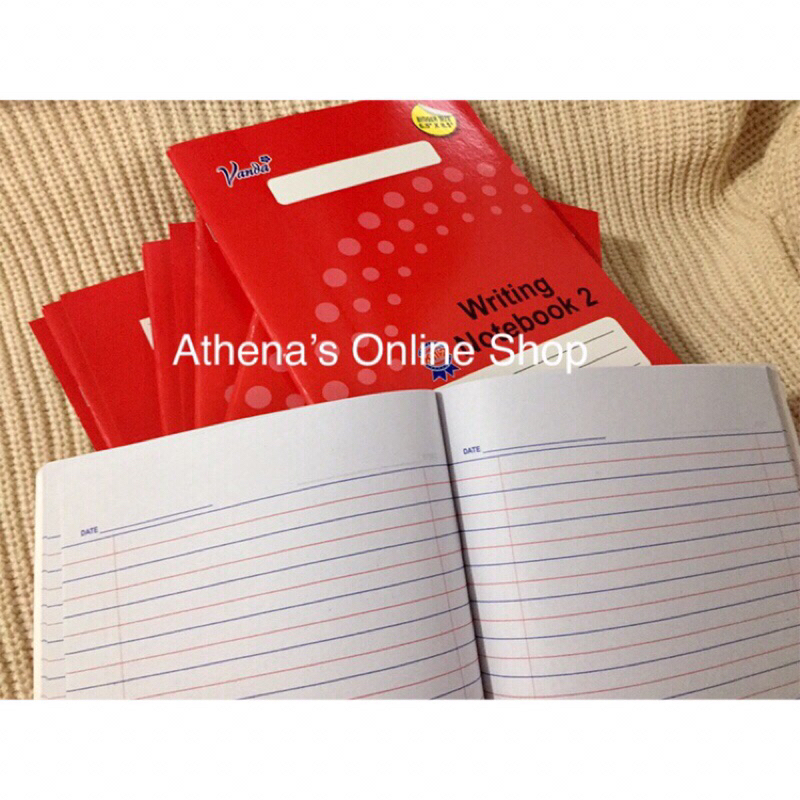 Vanda
Writing
Notebook 2
Athena's Online Shop
DATE
DATE